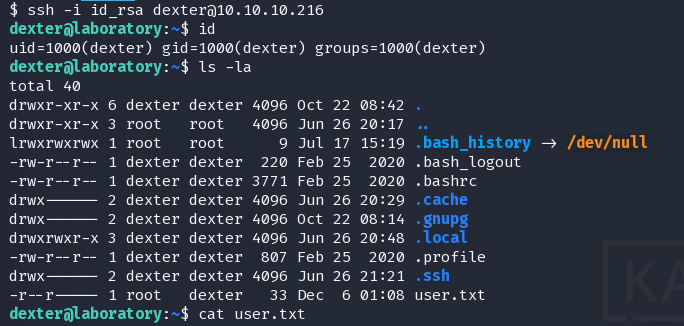 $ ssh -i id_rsa dexter@10.10.10.216
dexter@laboratory:~$ id
uid=1000(dexter) gid=1000(dexter) groups=1000(dexter)
dexter@laboratory:~$ ls -la
total 40
drwxr-xr-x 6 dexter dexter 4096 Oct 22 08:42 .
drwxr-xr-x 3 root   root   4096 Jun 26 20:17 ..
lrwxrwxrwx 1 root   root      9 Jul 17 15:19 .bash_history -> /dev/null
-rw-r--r-- 1 dexter dexter  220 Feb 25  2020 .bash_logout
-rw-r--r-- 1 dexter dexter 3771 Feb 25  2020 .bashrc
drwx------ 2 dexter dexter 4096 Jun 26 20:29 .cache
drwx------ 2 dexter dexter 4096 Oct 22 08:14 .gnupg
drwxrwxr-x 3 dexter dexter 4096 Jun 26 20:48 .local
-rw-r--r-- 1 dexter dexter  807 Feb 25  2020 .profile
drwx------ 2 dexter dexter 4096 Jun 26 21:21 .ssh
-r--r----- 1 root   dexter   33 Dec  6 01:08 user.txt
dexter@laboratory:~$ cat user.txt
KA